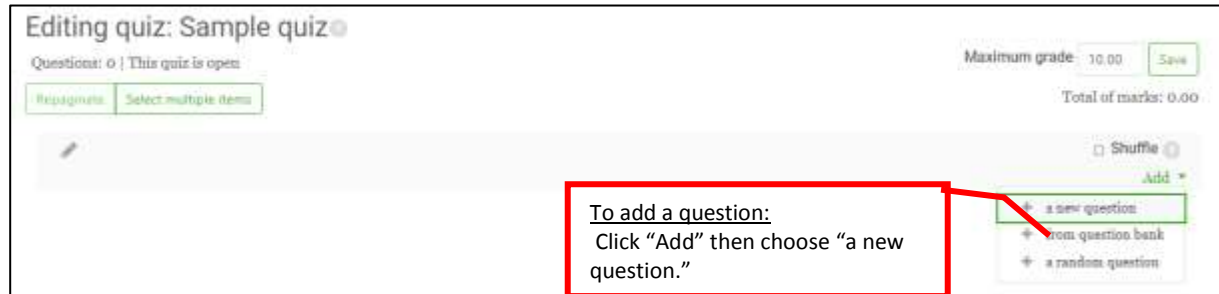 Editing quiz: Sample quiz
Questions: 0 | This quiz is open
Maximum grade 10.00 Save
Repaginate Select multiple items
Total of marks: 0.00
Shuffle
Add
To add a question:
Click “Add” then choose “a new
question.”
+ a new question
+ from question bank
+ a random question